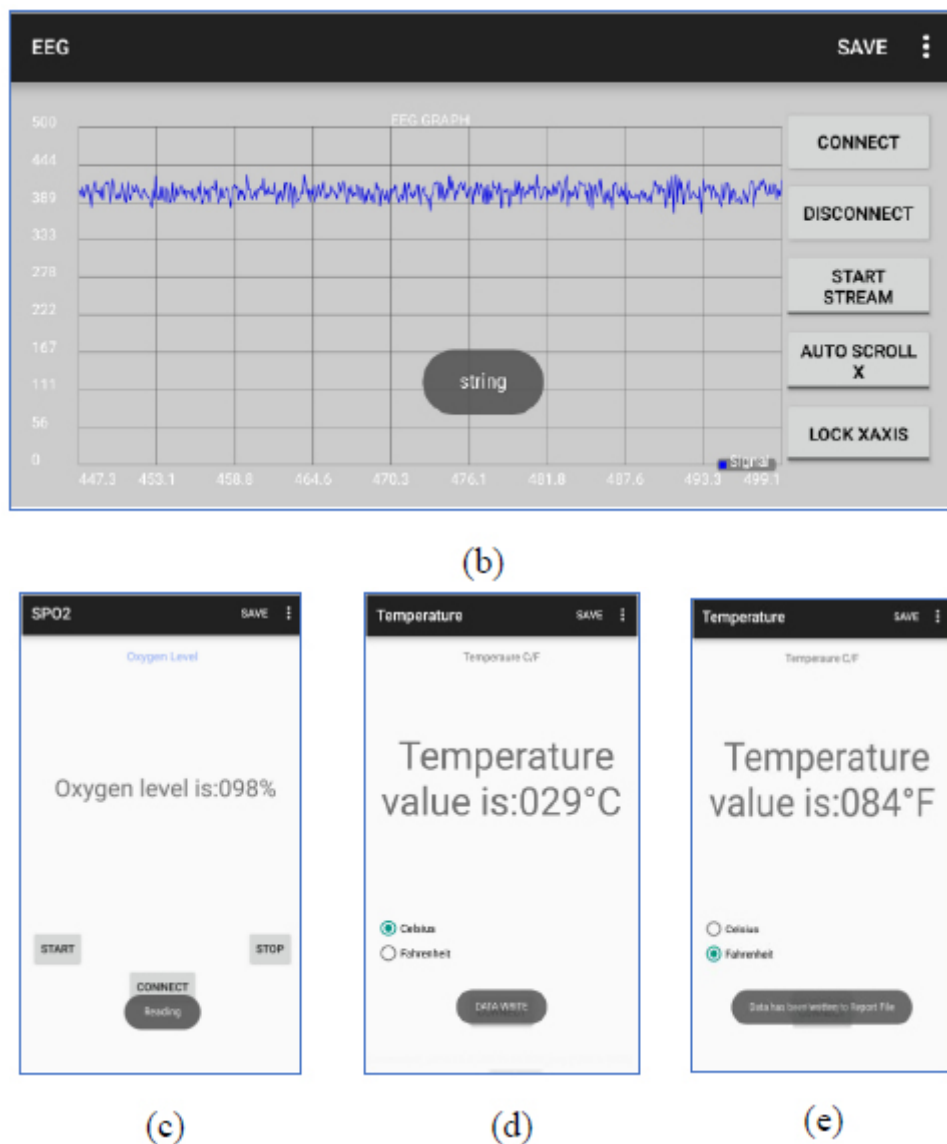 EEG SAVE
EEG GRAPH
500
444
389
333
278
222
167
111
56
0
447.3 453.1 458.8 464.6 470.3 476.1 481.8 487.6 493.3 499.1
Signal
string
CONNECT
DISCONNECT
START
STREAM
AUTO SCROLL
X
LOCK XAXIS
(b)
SPO2 SAVE
Oxygen Level
Oxygen level is:098%
START STOP
CONNECT
Reading
(c)
Temperature SAVE
Temperaure C/F
Temperature
value is:029°C
Celsius
Fahrenheit
DATA WRITE
(d)
Temperature SAVE
Temperaure C/F
Temperature
value is:084°F
Celsius
Fahrenheit
Data has been written to Report File
(e)